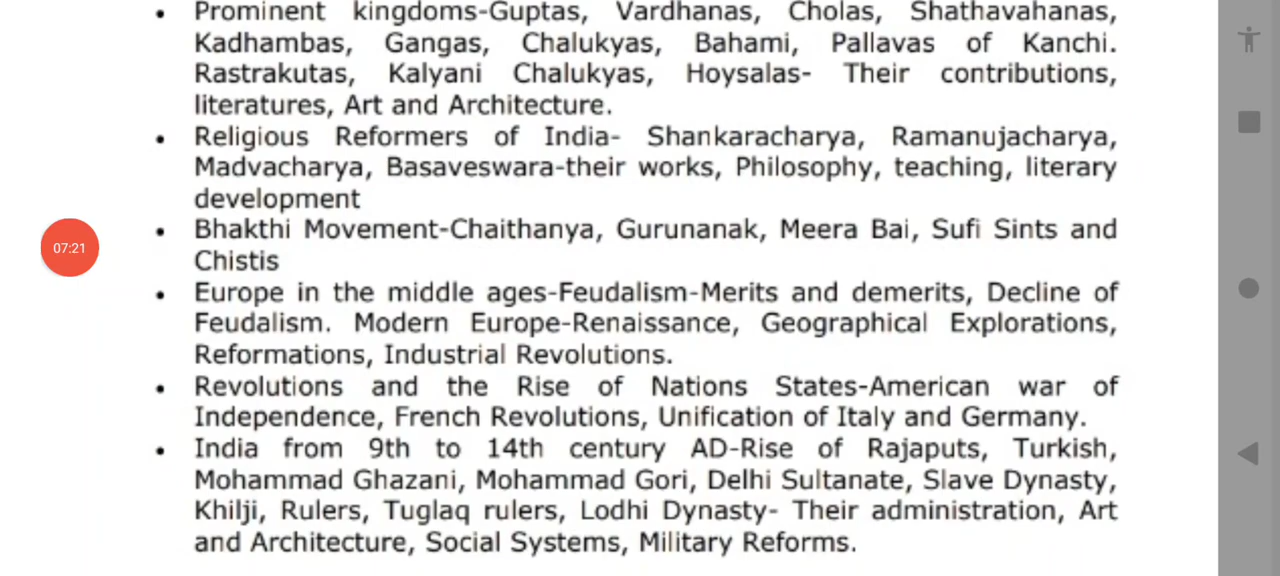 Prominent kingdoms-Guptas, Vardhanas, Cholas, Shathavahanas,
Kadhambas, Gangas, Chalukyas, Bahami, Pallavas of Kanchi.
Rastrakutas, Kalyani Chalukyas, Hoysalas- Their contributions,
literatures, Art and Architecture.
Religious Reformers of India- Shankaracharya, Ramanujacharya,
Madvacharya, Basaveswara-their works, Philosophy, teaching, literary
development
Bhakthi Movement-Chaithanya, Gurunanak, Meera Bai, Sufi Sints and
Chistis
07:21
Europe in the middle ages-Feudalism-Merits and demerits, Decline of
Feudalism. Modern Europe-Renaissance, Geographical Explorations,
Reformations, Industrial Revolutions.
Revolutions and the Rise of Nations States-American war of
Independence, French Revolutions, Unification of Italy and Germany.
India from 9th to 14th century AD-Rise of Rajaputs, Turkish,
Mohammad Ghazani, Mohammad Gori, Delhi Sultanate, Slave Dynasty,
Khilji, Rulers, Tuglaq rulers, Lodhi Dynasty- Their administration, Art
and Architecture, Social Systems, Military Reforms.